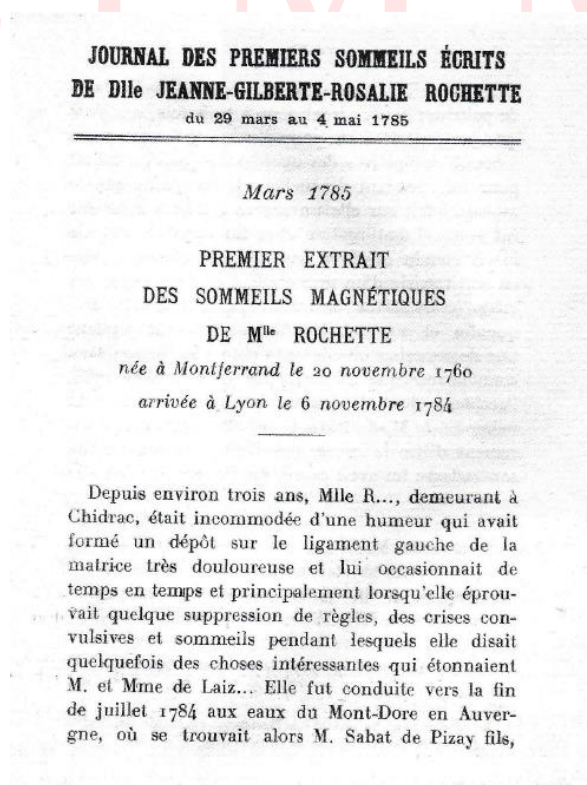 JOURNAL DES PREMIERS SOMMEILS ÉCRITS
DE Dlle JEANNE-GILBERTE-ROSALIE ROCHETTE
du 29 mars au 4 mai 1785
Mars 1785
PREMIER EXTRAIT
DES SOMMEILS MAGNÉTIQUES
DE Mlle ROCHETTE
née à Montferrand le 20 novembre 1760
arrivée à Lyon le 6 novembre 1784
Depuis environ trois ans, Mlle R..., demeurant à
Chidrac, était incommodée d'une humeur qui avait
formé un dépôt sur le ligament gauche de la
matrice très douloureuse et lui occasionnait de
temps en temps et principalement lorsqu'elle éprou-
vait quelque suppression de règles, des crises con-
vulsives et sommeils pendant lesquels elle disait
quelquefois des choses intéressantes qui étonnaient
M. et Mme de Laiz... Elle fut conduite vers la fin
de juillet 1784 aux eaux du Mont-Dore en Auver-
gne, où se trouvait alors M. Sabat de Pizay fils,